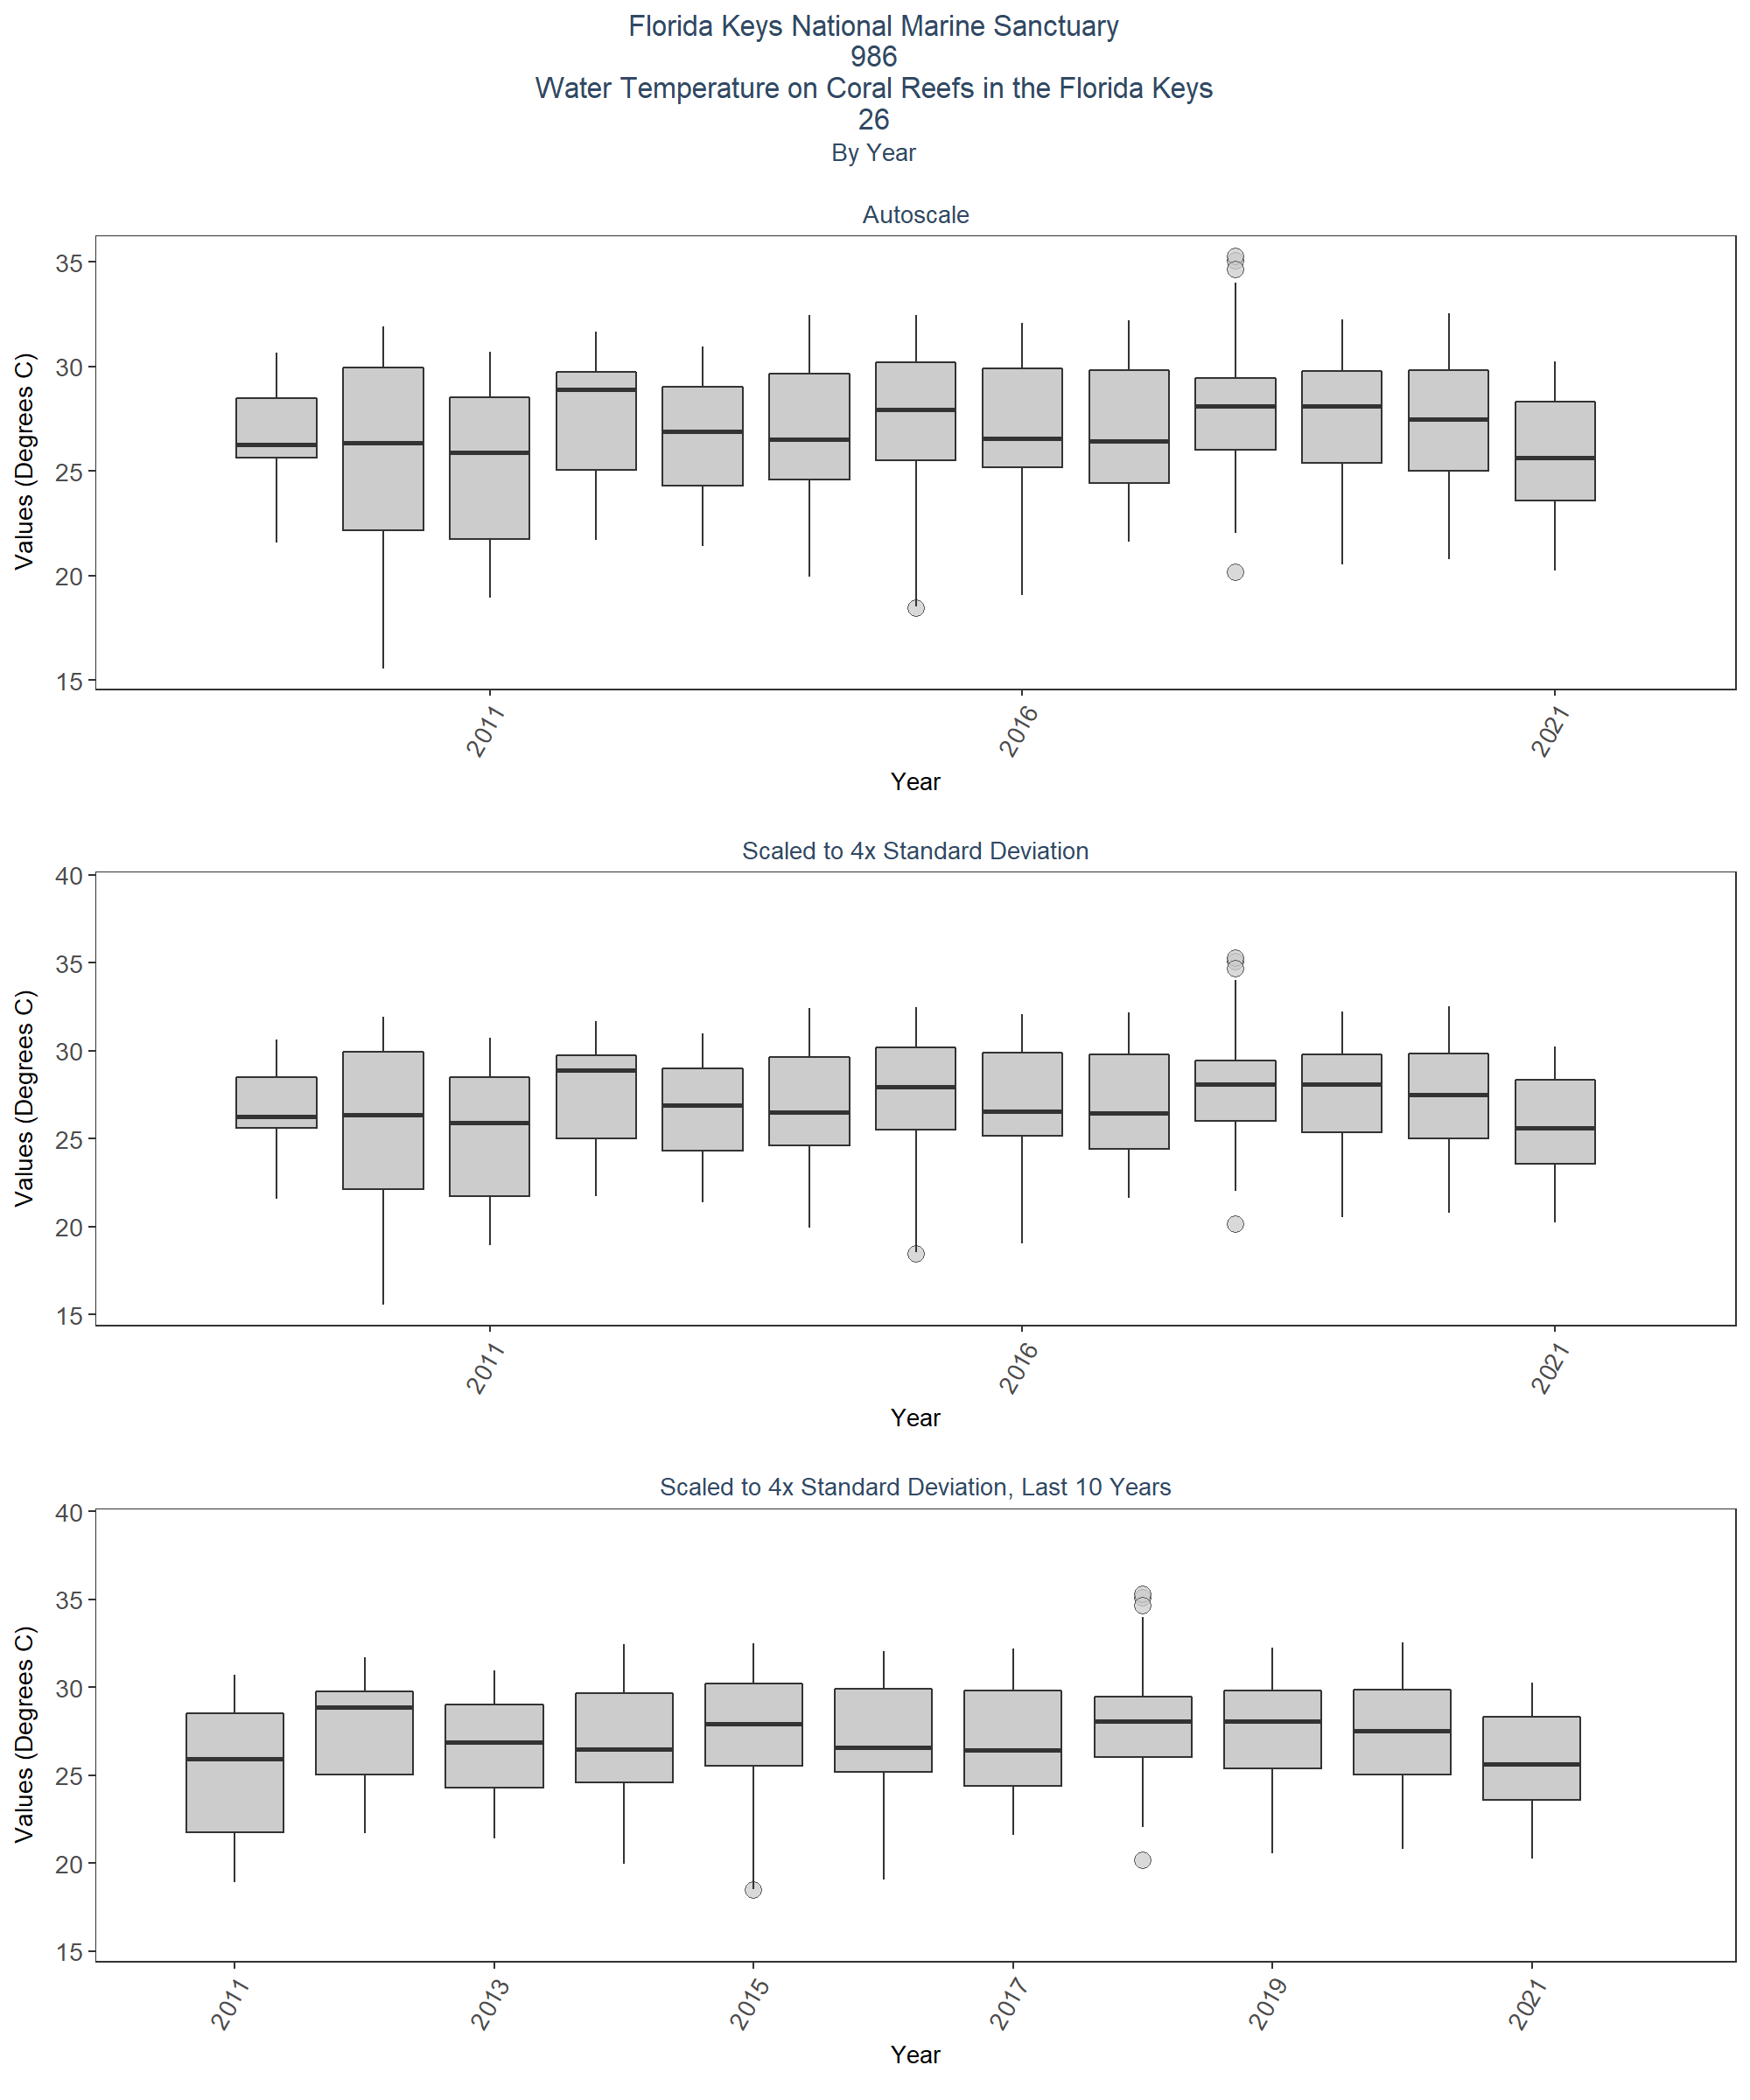 Florida Keys National Marine Sanctuary
986
Water Temperature on Coral Reefs in the Florida Keys
26
By Year
Autoscale
Values (Degrees C)
35
30
25
20
15
2011
2016
2021
Year
Scaled to 4x Standard Deviation
Values (Degrees C)
40
35
30
25
20
15
2011
2016
2021
Year
Scaled to 4x Standard Deviation, Last 10 Years
Values (Degrees C)
40
35
30
25
20
15
2011
2013
2015
2017
2019
2021
Year